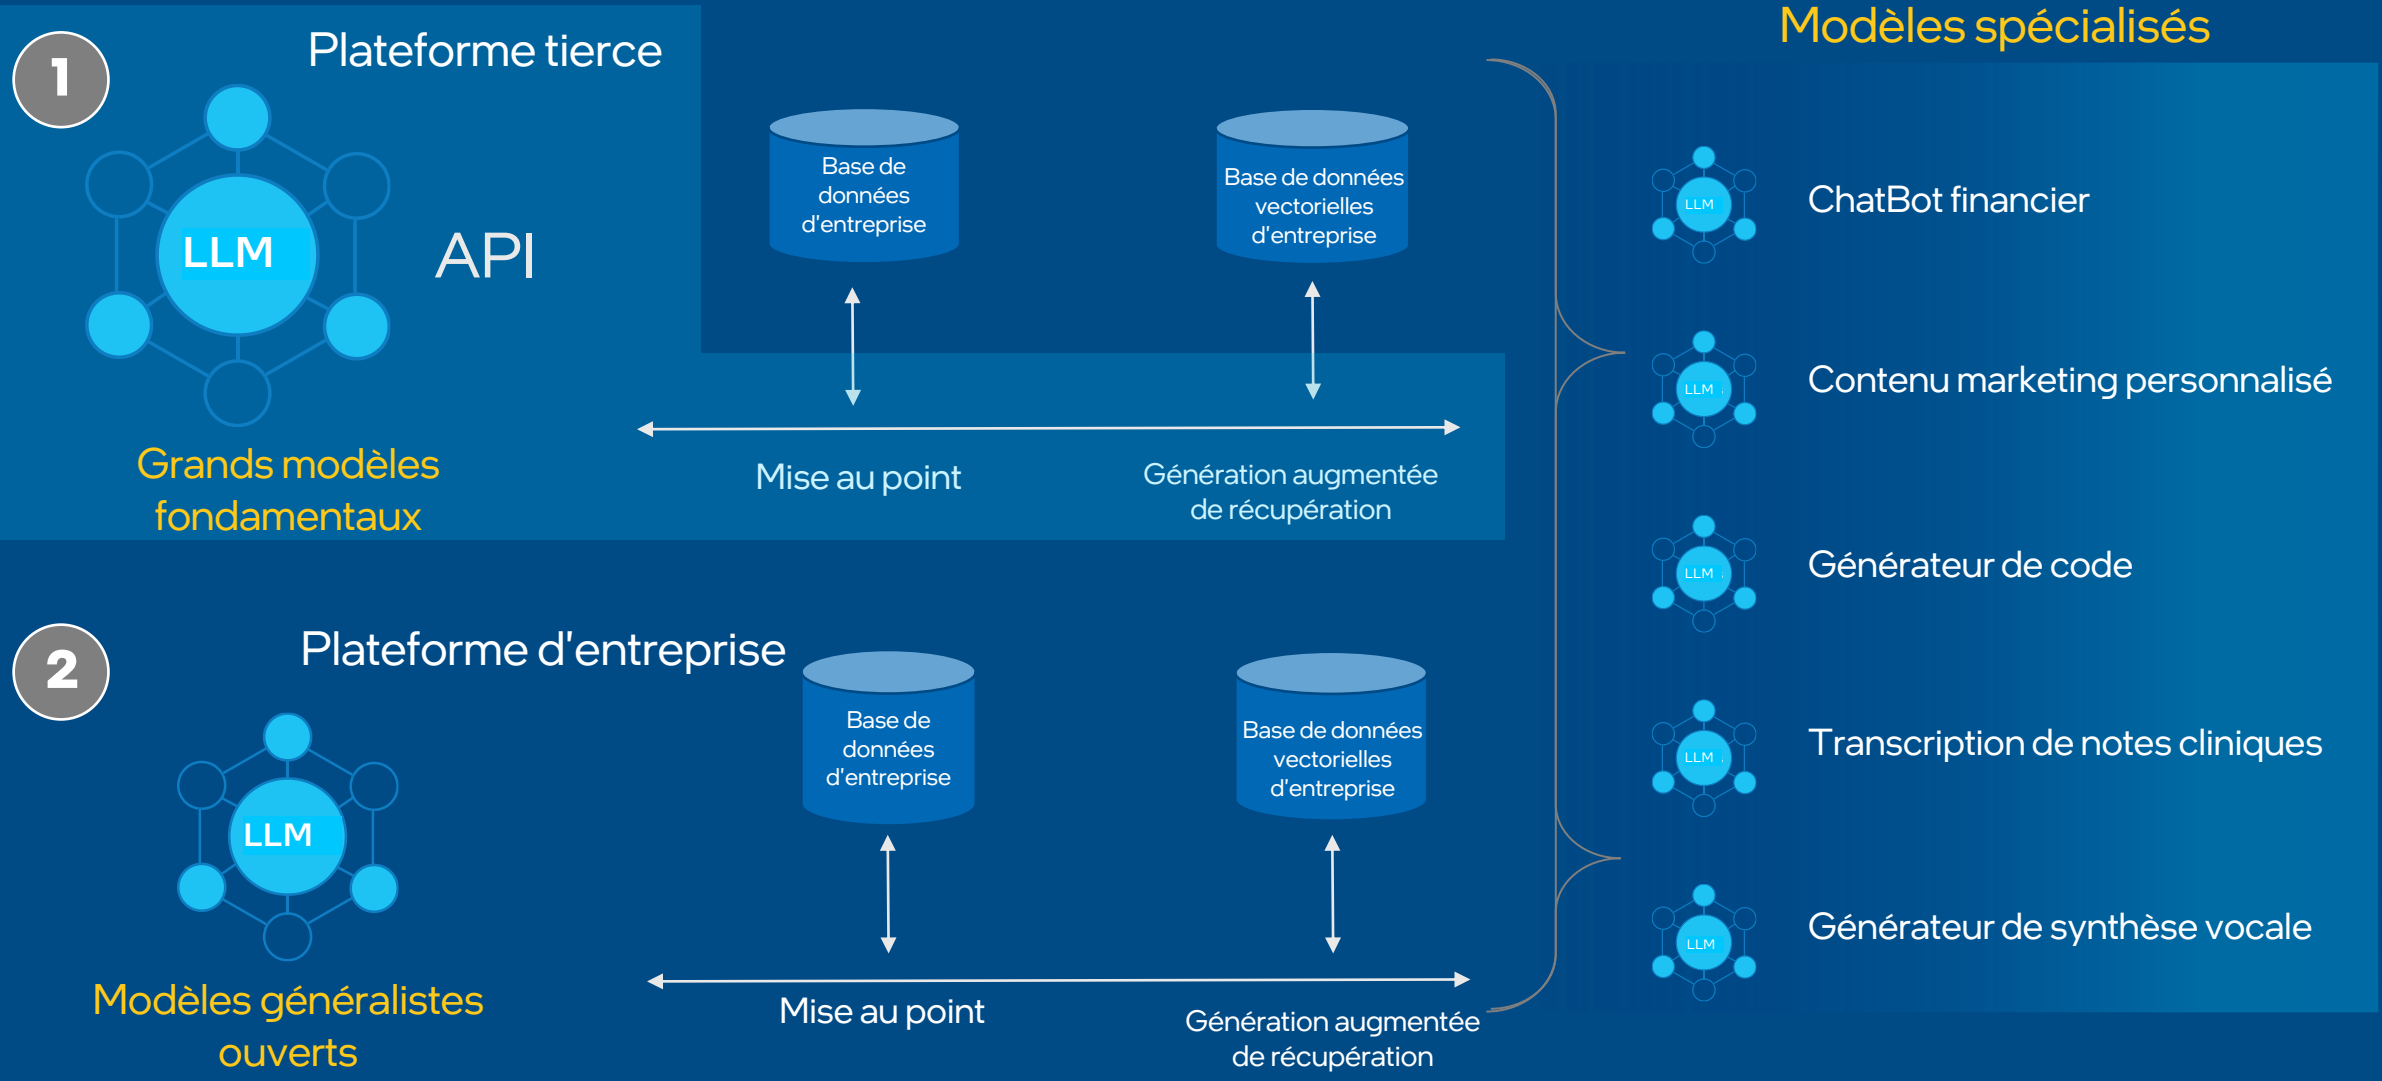 1
Plateforme tierce
LLM
API
Grands modèles
fondamentaux
Base de
données
d'entreprise
Base de données
vectorielles
d'entreprise
Mise au point
Génération augmentée
de récupération
2
Plateforme d'entreprise
LLM
Modèles généralistes
ouverts
Base de
données
d'entreprise
Base de données
vectorielles
d'entreprise
Mise au point
Génération augmentée
de récupération
Modèles spécialisés
LLM
ChatBot financier
LLM
Contenu marketing personnalisé
LLM
Générateur de code
LLM
Transcription de notes cliniques
LLM
Générateur de synthèse vocale